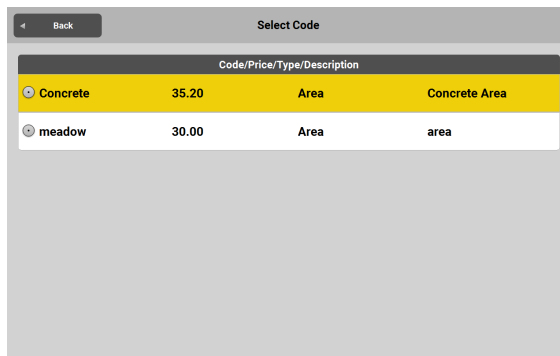 Back
Select Code
Code/Price/Type/Description
Concrete 35.20 Area Concrete Area
meadow 30.00 Area area